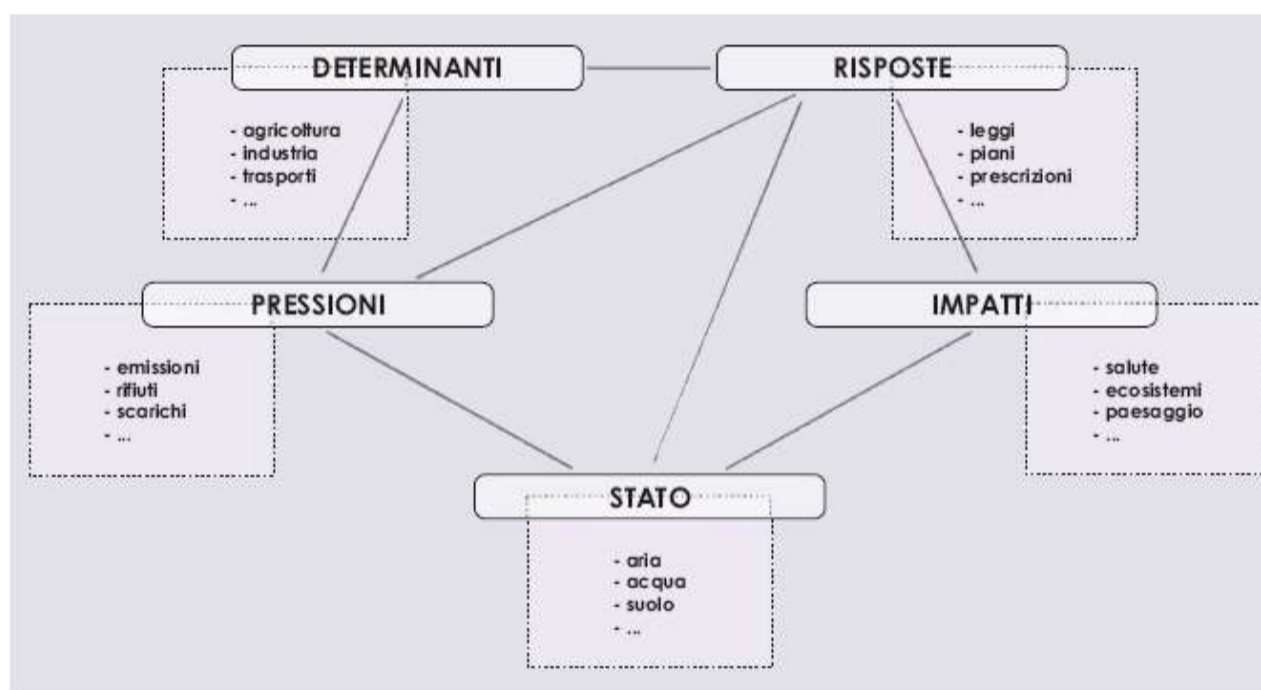 DETERMINANTI
- agricoltura
- industria
- trasporti
- ...
RISPOSTE
- leggi
- piani
- prescrizioni
- ...
PRESSIONI
- emissioni
- rifiuti
- scarichi
- ...
IMPATTI
- salute
- ecosistemi
- paesaggio
- ...
STATO
- aria
- acqua
- suolo
- ...